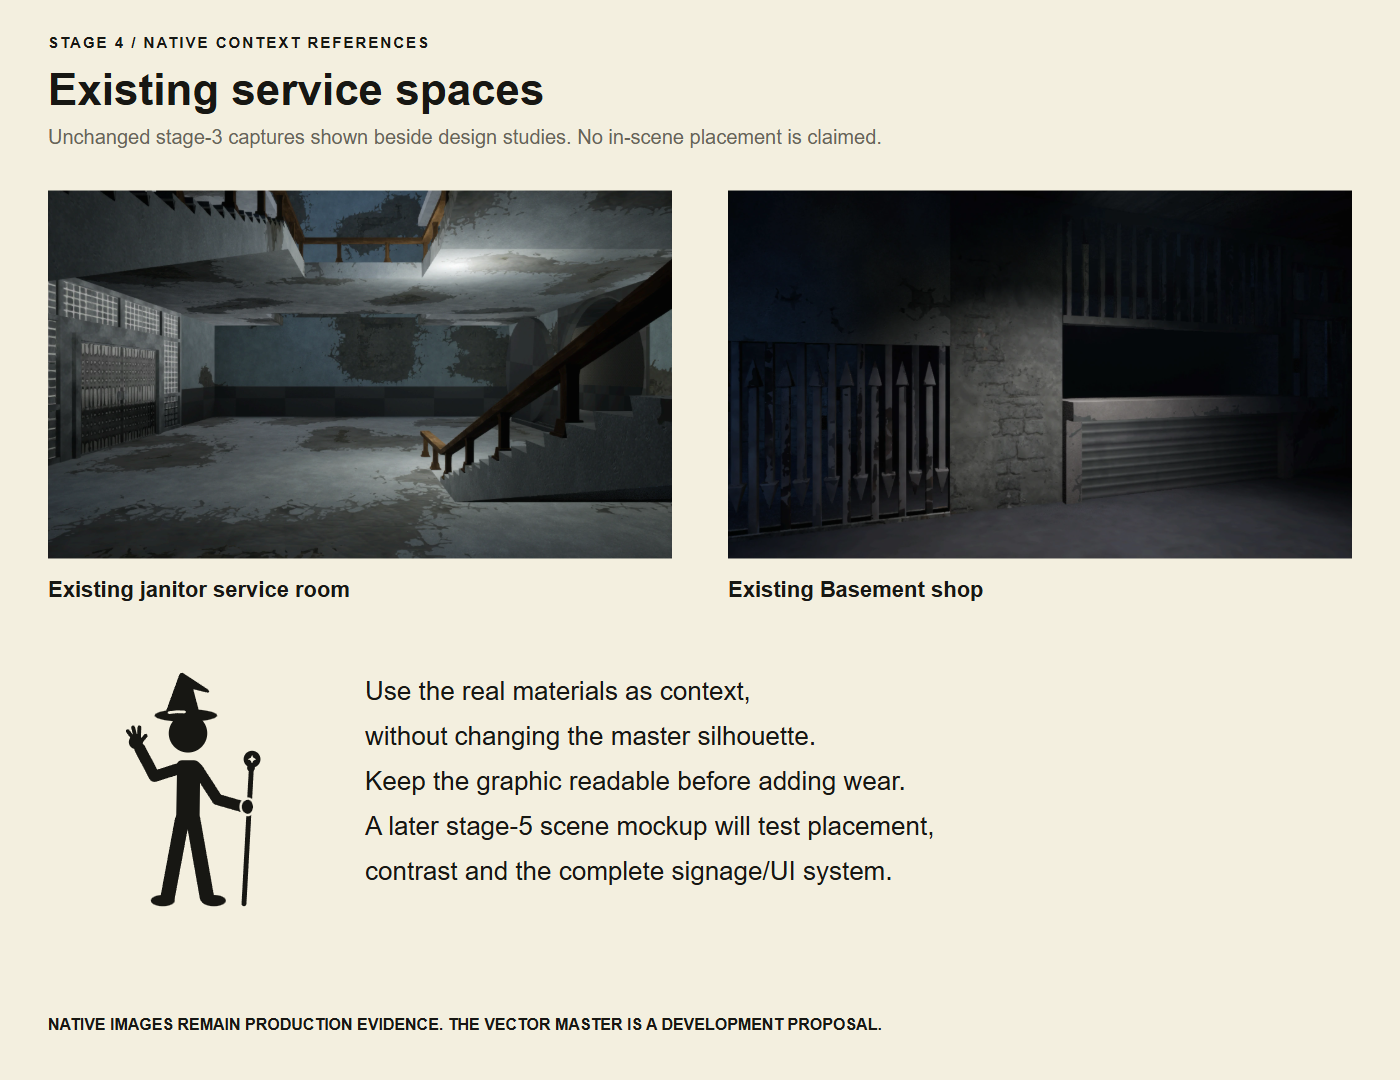 STAGE 4 / NATIVE CONTEXT REFERENCES
Existing service spaces
Unchanged stage-3 captures shown beside design studies. No in-scene placement is claimed.
Existing janitor service room
Existing Basement shop
Use the real materials as context,
without changing the master silhouette.
Keep the graphic readable before adding wear.
A later stage-5 scene mockup will test placement,
contrast and the complete signage/UI system.
NATIVE IMAGES REMAIN PRODUCTION EVIDENCE. THE VECTOR MASTER IS A DEVELOPMENT PROPOSAL.